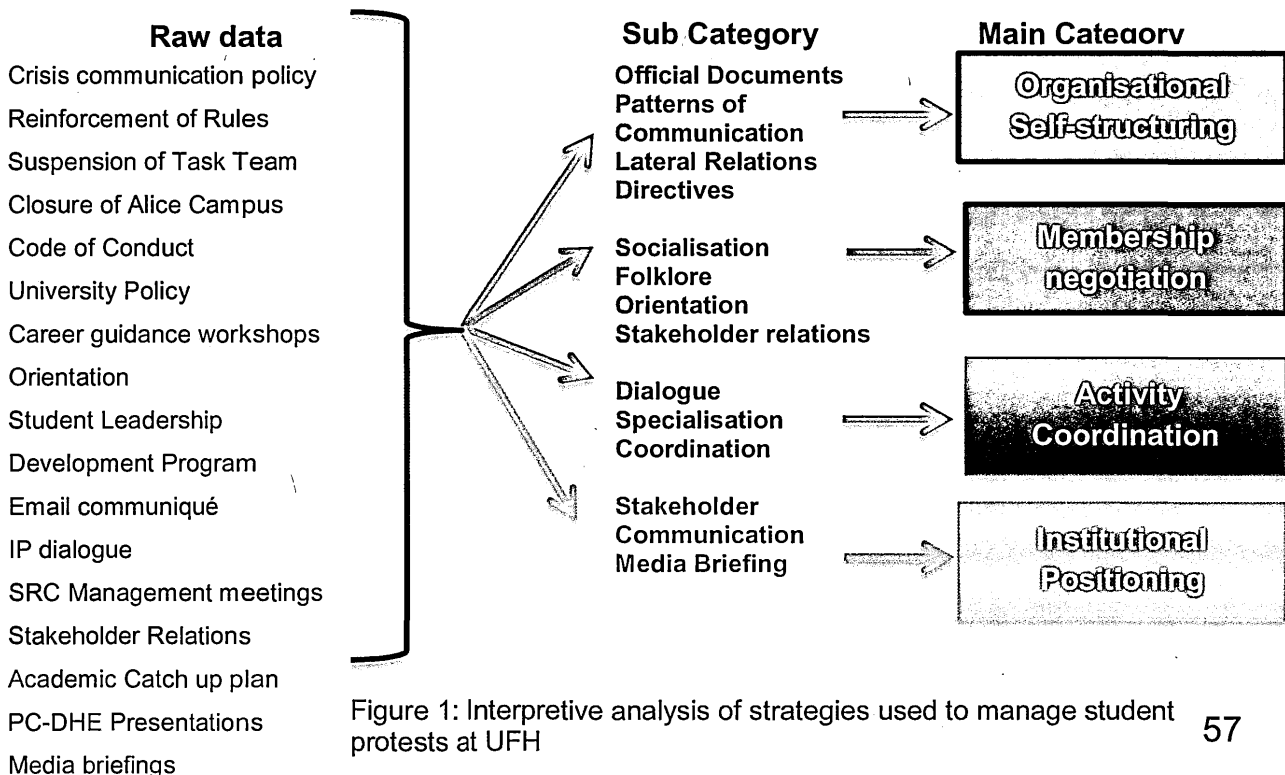 Raw data
Crisis communication policy
Reinforcement of Rules
Suspension of Task Team
Closure of Alice Campus
Code of Conduct
University Policy
Career guidance workshops
Orientation
Student Leadership
Development Program
Email communiqué
IP dialogue
SRC Management meetings
Stakeholder Relations
Academic Catch up plan
PC-DHE Presentations
Media briefings
Sub Category
Official Documents
Patterns of
Communication
Lateral Relations
Directives
Socialisation
Folklore
Orientation
Stakeholder relations
Dialogue
Specialisation
Coordination
Stakeholder
Communication
Media Briefing
Main Category
Organisational
Self-structuring
Membership
negotiation
Activity
Coordination
Institutional
Positioning
Figure 1: Interpretive analysis of strategies used to manage student
protests at UFH
57